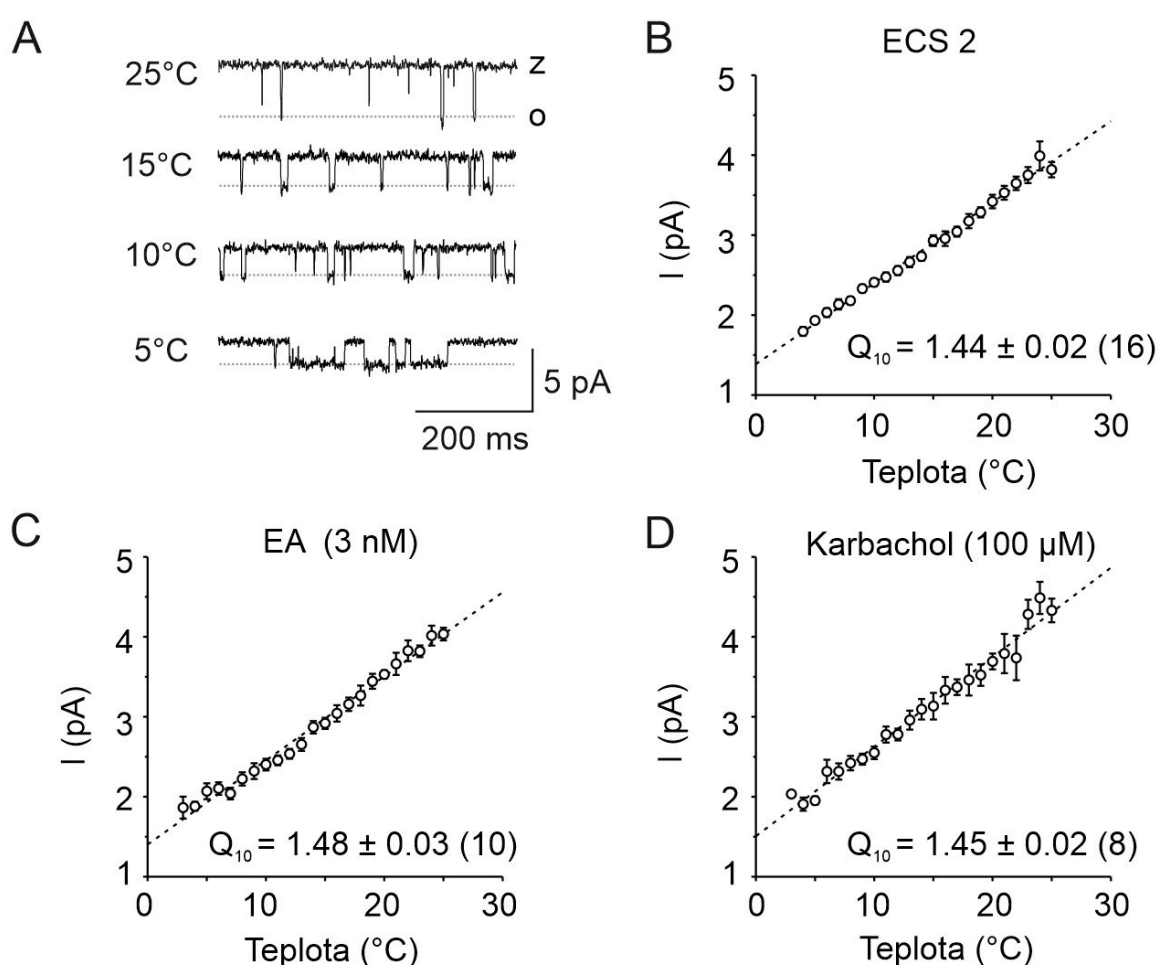 A
25°C
z
o
15°C
10°C
5°C
5 pA
200 ms
B
ECS 2
5
4
3
2
1
I (pA)
Q10 = 1.44 ± 0.02 (16)
0 10 20 30
Teplota (°C)
C
EA (3 nM)
5
4
3
2
1
I (pA)
Q10 = 1.48 ± 0.03 (10)
0 10 20 30
Teplota (°C)
D
Karbachol (100 µM)
5
4
3
2
1
I (pA)
Q10 = 1.45 ± 0.02 (8)
0 10 20 30
Teplota (°C)